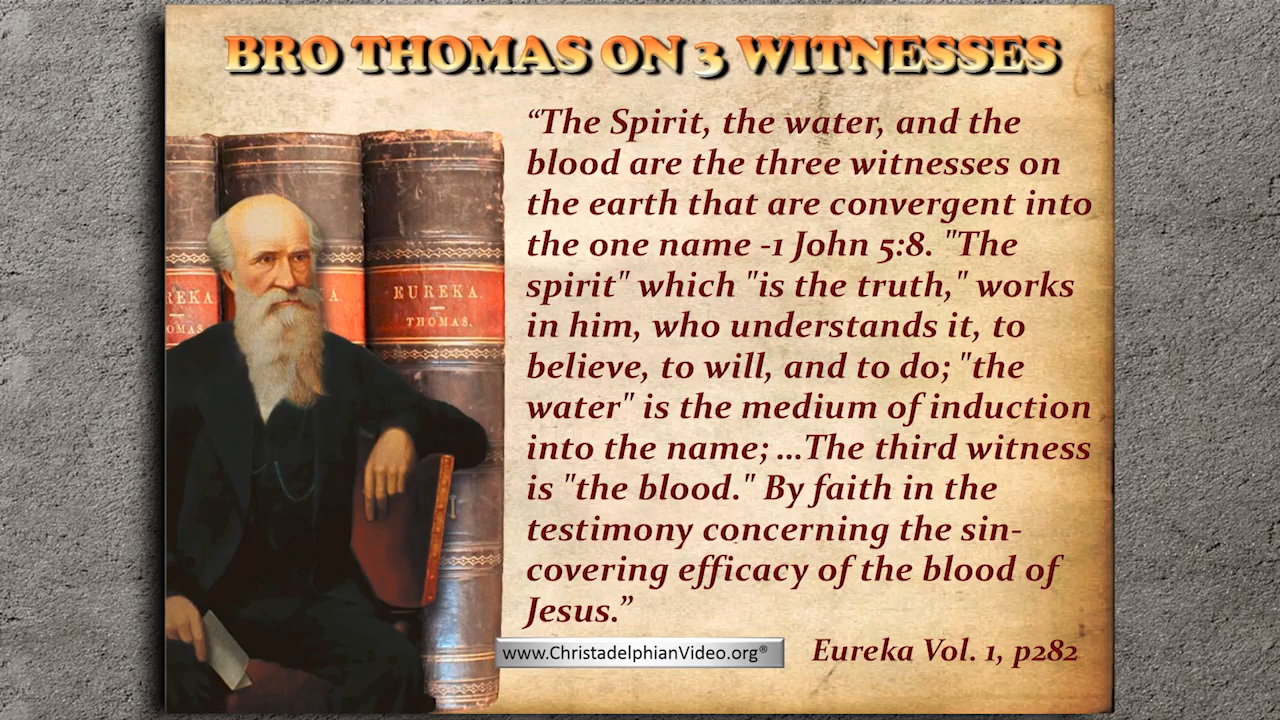 BRO THOMAS ON 3 WITNESSES
“The Spirit, the water, and the
blood are the three witnesses on
the earth that are convergent into
the one name -1 John 5:8. "The
spirit" which "is the truth," works
in him, who understands it, to
believe, to will, and to do; "the
water" is the medium of induction
into the name; ...The third witness
is "the blood." By faith in the
testimony concerning the sin-
covering efficacy of the blood of
Jesus.”
Eureka Vol. 1, p282
www.ChristadelphianVideo.org®
REKA
OMAS
A.
EUREKA.
THOMAS.